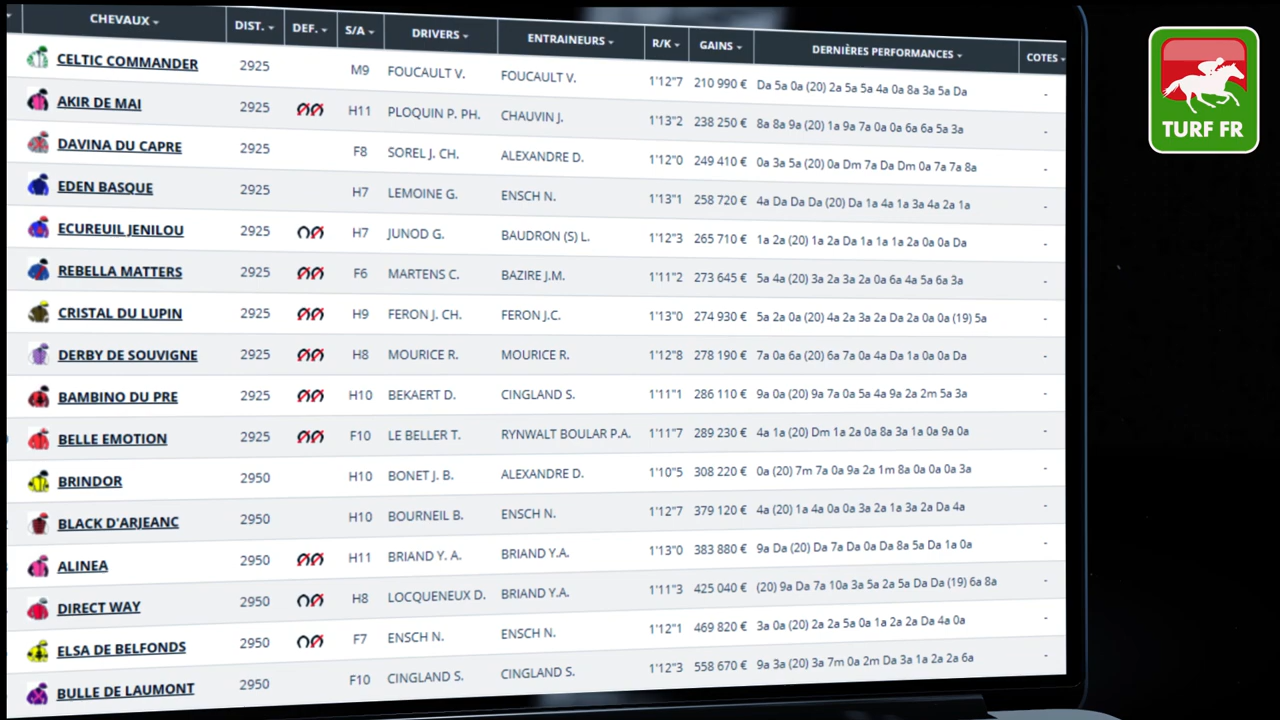 CHEVAUX DIST. DEF. S/A DRIVERS ENTRAINEURS R/K GAINS DERNIÈRES PERFORMANCES COTES
CELTIC COMMANDER 2925 M9 FOUCAULT V. FOUCAULT V. 1'12"7 210 990 € Da 5a 0a (20) 2a 5a 5a 4a 0a 8a 3a 5a Da -
AKIR DE MAI 2925 H11 PLOQUIN P. PH. CHAUVIN J. 1'13"2 238 250 € 8a 8a 9a (20) 1a 9a 7a 0a 0a 6a 6a 5a 3a -
DAVINA DU CAPRE 2925 F8 SOREL J. CH. ALEXANDRE D. 1'12"0 249 410 € 0a 3a 5a (20) 0a Dm 7a Da Dm 0a 7a 7a 8a -
EDEN BASQUE 2925 H7 LEMOINE G. ENSCH N. 1'13"1 258 720 € 4a Da Da Da (20) Da 1a 4a 1a 3a 4a 2a 1a -
ECUREUIL JENILOU 2925 H7 JUNOD G. BAUDRON (S) L. 1'12"3 265 710 € 1a 2a (20) 1a 2a Da 1a 1a 1a 2a 0a 0a Da -
REBELLA MATTERS 2925 F6 MARTENS C. BAZIRE J.M. 1'11"2 273 645 € 5a 4a (20) 3a 2a 3a 2a 0a 6a 4a 5a 6a 3a -
CRISTAL DU LUPIN 2925 H9 FERON J. CH. FERON J.C. 1'13"0 274 930 € 5a 2a 0a (20) 4a 2a 3a 2a Da 2a 0a 0a (19) 5a -
DERBY DE SOUVIGNE 2925 H8 MOURICE R. MOURICE R. 1'12"8 278 190 € 7a 0a 6a (20) 6a 7a 0a 4a Da 1a 0a 0a Da -
BAMBINO DU PRE 2925 H10 BEKAERT D. CINGLAND S. 1'11"1 286 110 € 9a 0a (20) 9a 7a 0a 5a 4a 9a 2a 2m 5a 3a -
BELLE EMOTION 2925 F10 LE BELLER T. RYNWALT BOULAR P.A. 1'11"7 289 230 € 4a 1a (20) Dm 1a 2a 0a 8a 3a 1a 0a 9a 0a -
BRINDOR 2950 H10 BONET J. B. ALEXANDRE D. 1'10"5 308 220 € 0a (20) 7m 7a 0a 9a 2a 1m 8a 0a 0a 0a 3a -
BLACK D'ARJEANC 2950 H10 BOURNEIL B. ENSCH N. 1'12"7 379 120 € 4a (20) 1a 4a 0a 0a 3a 2a 1a 3a 2a Da 4a -
ALINEA 2950 H11 BRIAND Y. A. BRIAND Y.A. 1'13"0 383 880 € 9a Da (20) Da 7a Da 0a Da 8a 5a Da 1a 0a -
DIRECT WAY 2950 H8 LOCQUENEUX D. BRIAND Y.A. 1'11"3 425 040 € (20) 9a Da 7a 10a 3a 5a 2a 5a Da Da (19) 6a 8a -
ELSA DE BELFONDS 2950 F7 ENSCH N. ENSCH N. 1'12"1 469 820 € 3a 0a (20) 2a 2a 5a 0a 1a 2a 2a Da 4a 0a -
BULLE DE LAUMONT 2950 F10 CINGLAND S. CINGLAND S. 1'12"3 558 670 € 9a 3a (20) 3a 7m 0a 2m Da 3a 1a 2a 2a 6a -
TURF FR